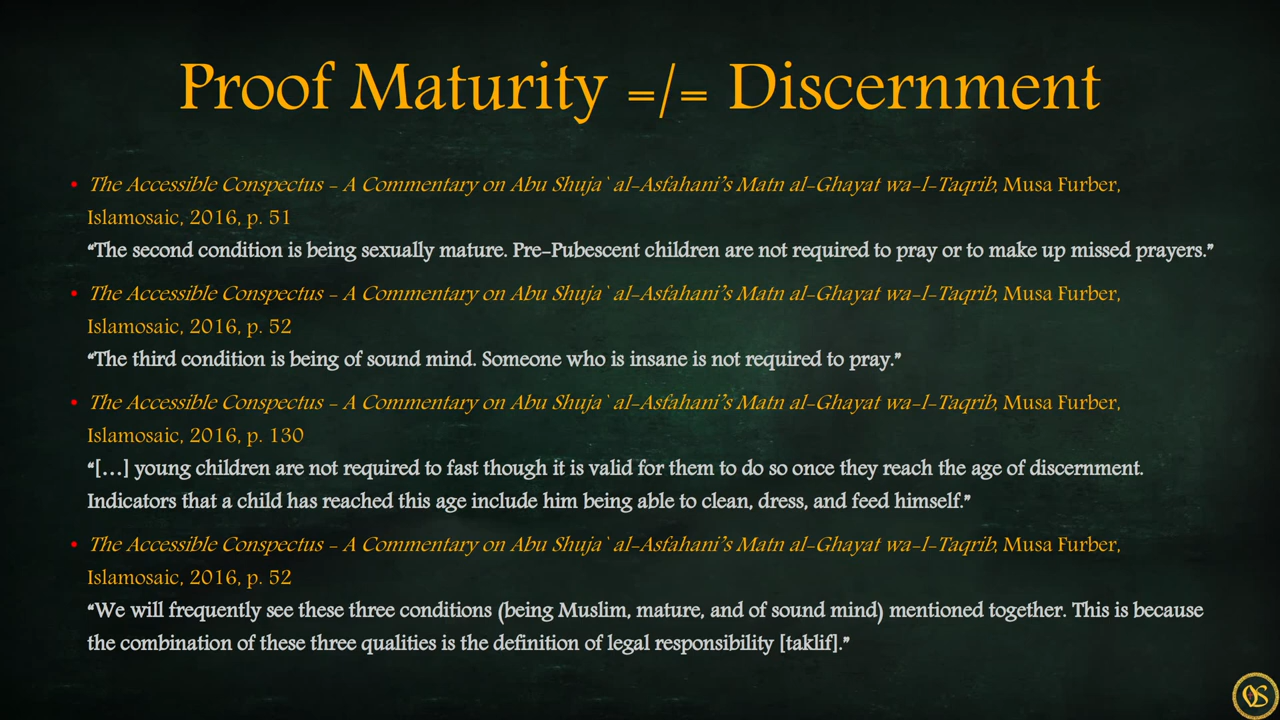 Proof Maturity =/= Discernment
• The Accessible Conspectus - A Commentary on Abu Shuja` al-Asfahani's Matn al-Ghayat wa-l-Taqrib, Musa Furber,
Islamosaic, 2016, p. 51
“The second condition is being sexually mature. Pre-Pubescent children are not required to pray or to make up missed prayers.”
• The Accessible Conspectus - A Commentary on Abu Shuja` al-Asfahani's Matn al-Ghayat wa-l-Taqrib, Musa Furber,
Islamosaic, 2016, p. 52
“The third condition is being of sound mind. Someone who is insane is not required to pray.”
• The Accessible Conspectus - A Commentary on Abu Shuja` al-Asfahani's Matn al-Ghayat wa-l-Taqrib, Musa Furber,
Islamosaic, 2016, p. 130
“[…] young children are not required to fast though it is valid for them to do so once they reach the age of discernment.
Indicators that a child has reached this age include him being able to clean, dress, and feed himself.”
• The Accessible Conspectus - A Commentary on Abu Shuja` al-Asfahani's Matn al-Ghayat wa-l-Taqrib, Musa Furber,
Islamosaic, 2016, p. 52
“We will frequently see these three conditions (being Muslim, mature, and of sound mind) mentioned together. This is because
the combination of these three qualities is the definition of legal responsibility [taklif].”